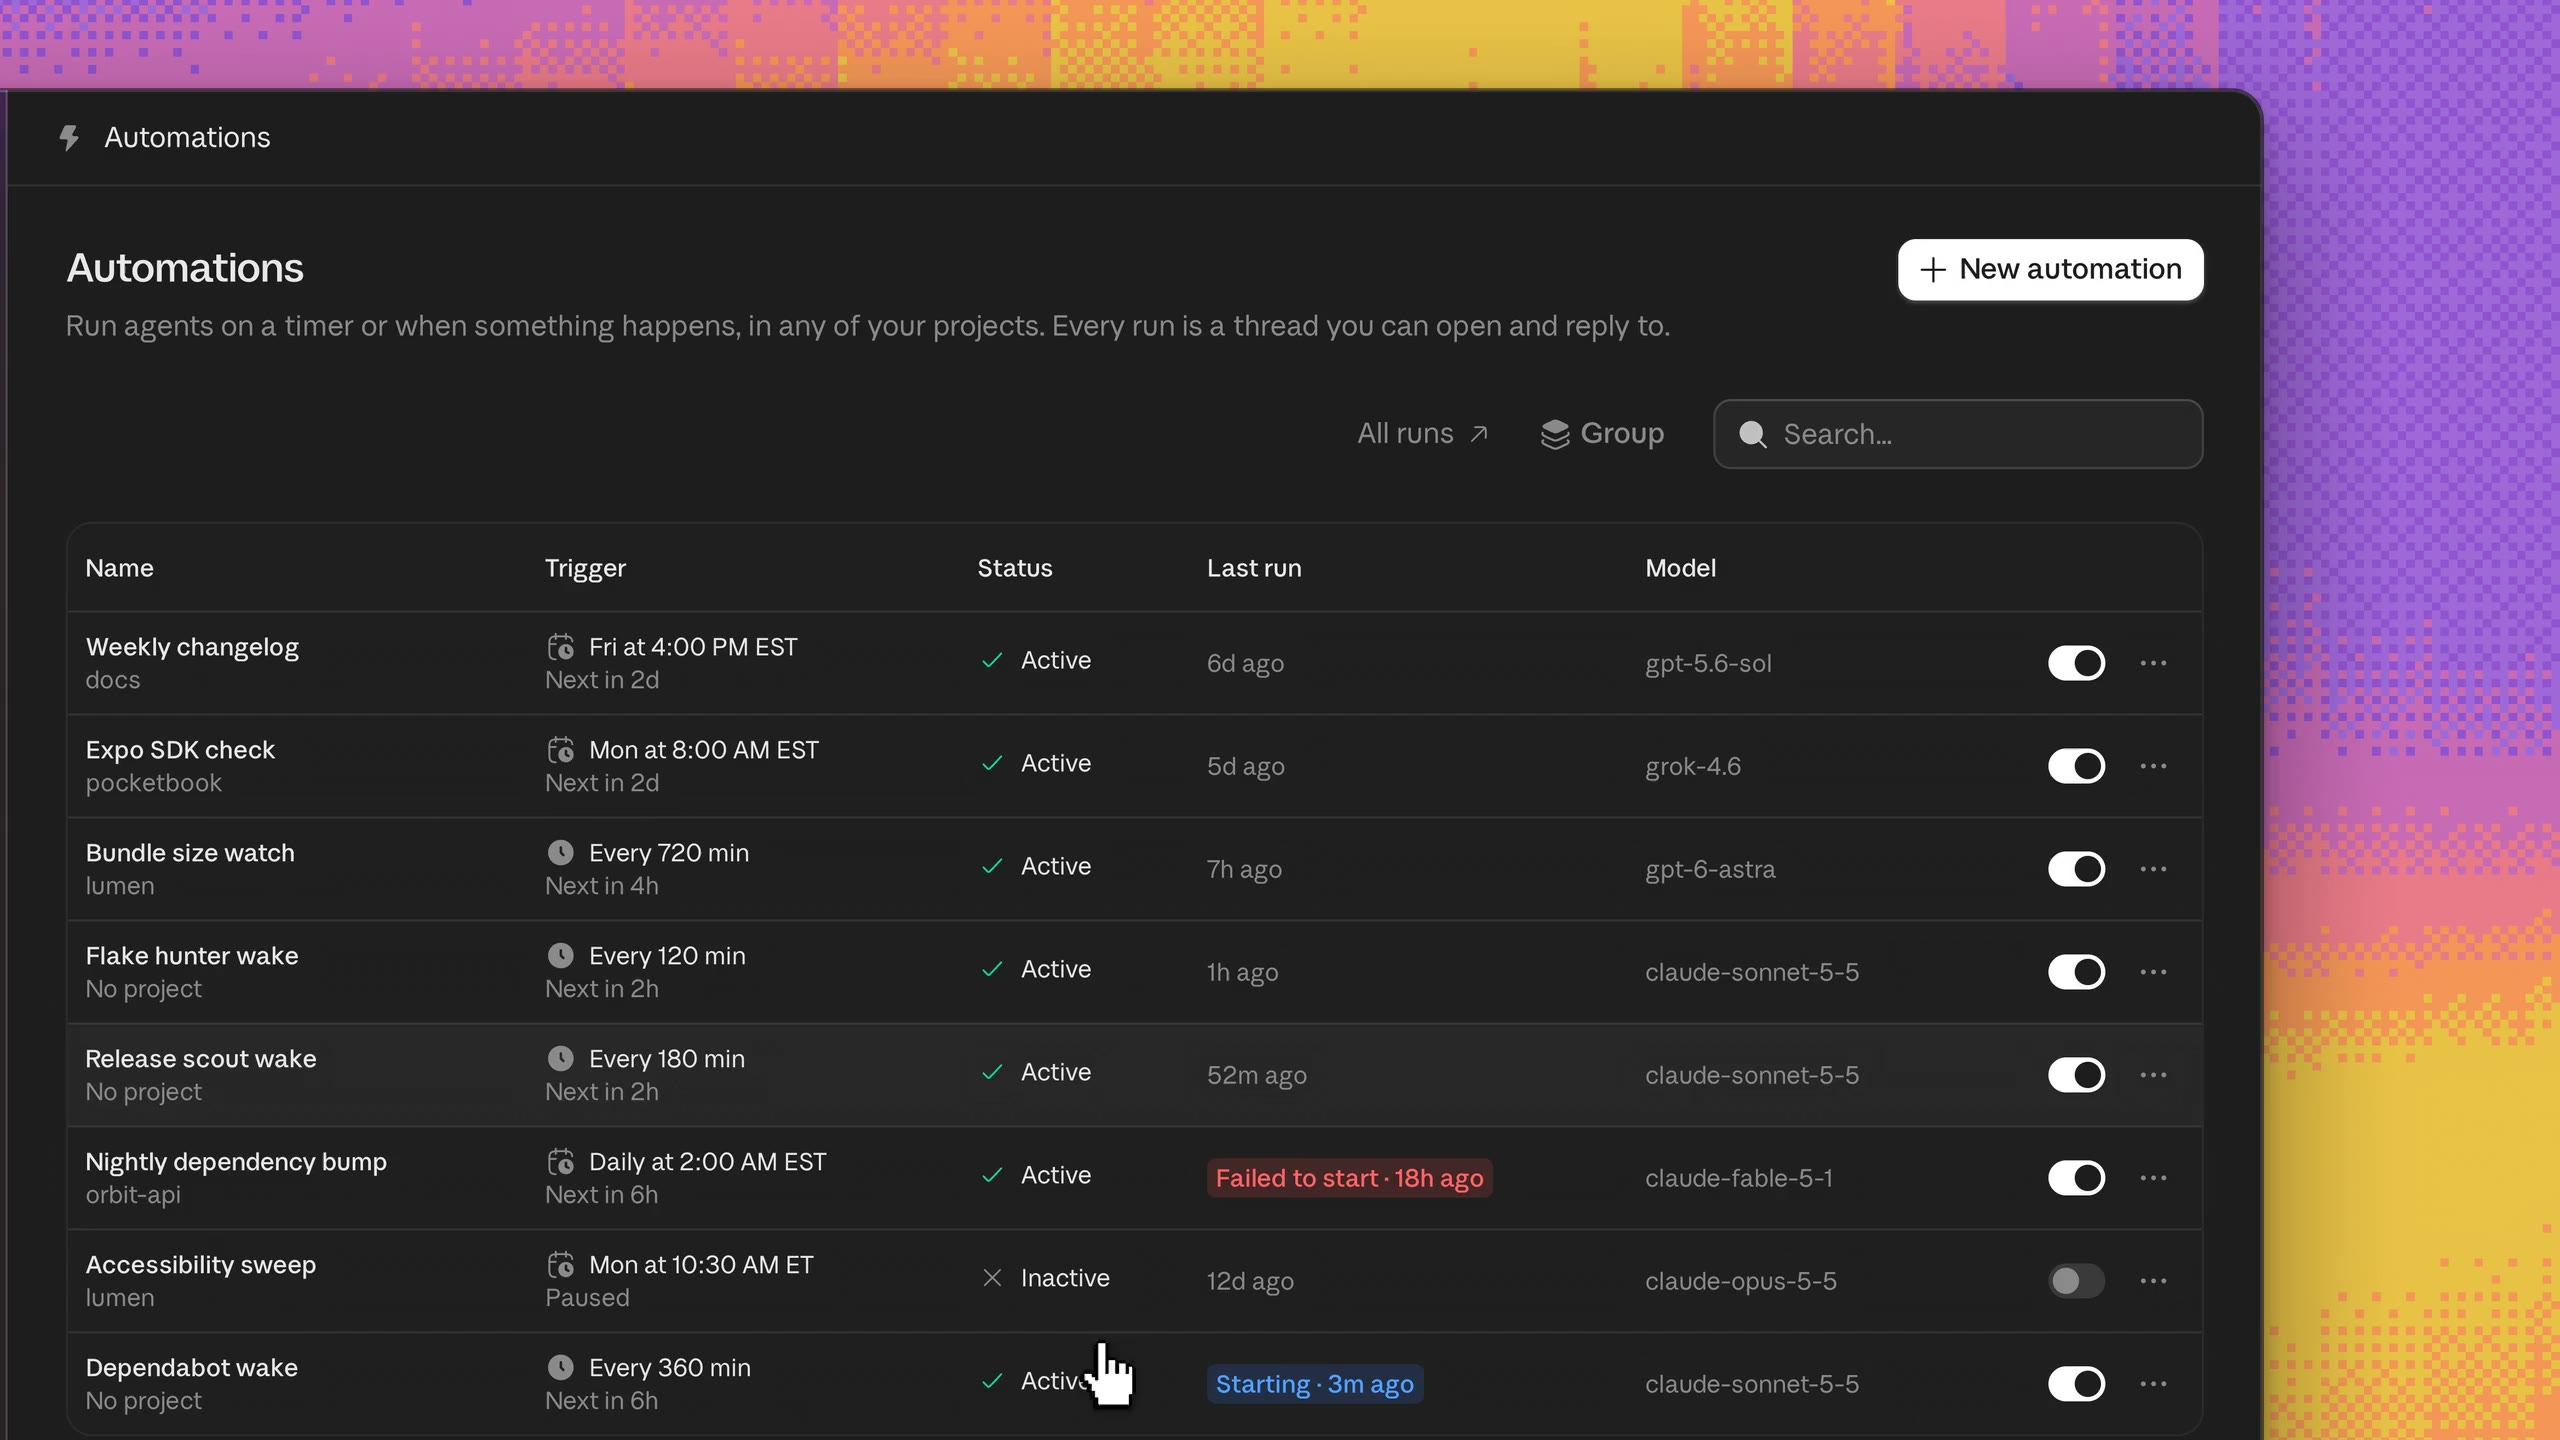 Automations
Automations
New automation
Run agents on a timer or when something happens, in any of your projects. Every run is a thread you can open and reply to.
All runs ↗ Group Search...
Name Trigger Status Last run Model
Weekly changelog Fri at 4:00 PM EST Active 6d ago gpt-5.6-sol
docs Next in 2d
Expo SDK check Mon at 8:00 AM EST Active 5d ago grok-4.6
pocketbook Next in 2d
Bundle size watch Every 720 min Active 7h ago gpt-6-astra
lumen Next in 4h
Flake hunter wake Every 120 min Active 1h ago claude-sonnet-5-5
No project Next in 2h
Release scout wake Every 180 min Active 52m ago claude-sonnet-5-5
No project Next in 2h
Nightly dependency bump Daily at 2:00 AM EST Active Failed to start · 18h ago claude-fable-5-1
orbit-api Next in 6h
Accessibility sweep Mon at 10:30 AM ET Inactive 12d ago claude-opus-5-5
lumen Paused
Dependabot wake Every 360 min Active Starting · 3m ago claude-sonnet-5-5
No project Next in 6h